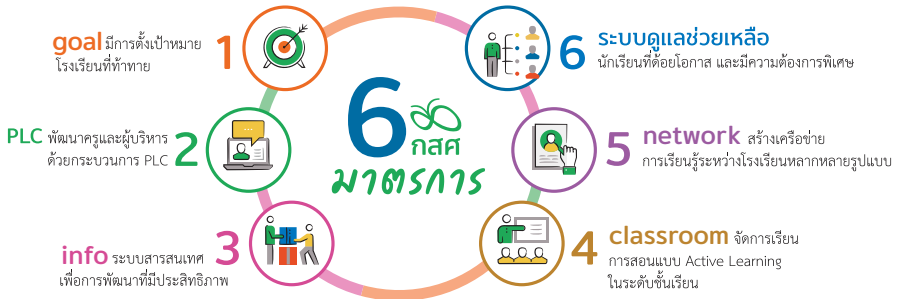 6
กสศ
มาตรการ
1
goal มีการตั้งเป้าหมาย
โรงเรียนที่ท้าทาย
2
PLC พัฒนาครูและผู้บริหาร
ด้วยกระบวนการ PLC
3
info ระบบสารสนเทศ
เพื่อการพัฒนาที่มีประสิทธิภาพ
4
classroom จัดการเรียน
การสอนแบบ Active Learning
ในระดับชั้นเรียน
5
network สร้างเครือข่าย
การเรียนรู้ระหว่างโรงเรียนหลากหลายรูปแบบ
6
ระบบดูแลช่วยเหลือ
นักเรียนที่ด้อยโอกาส และมีความต้องการพิเศษ